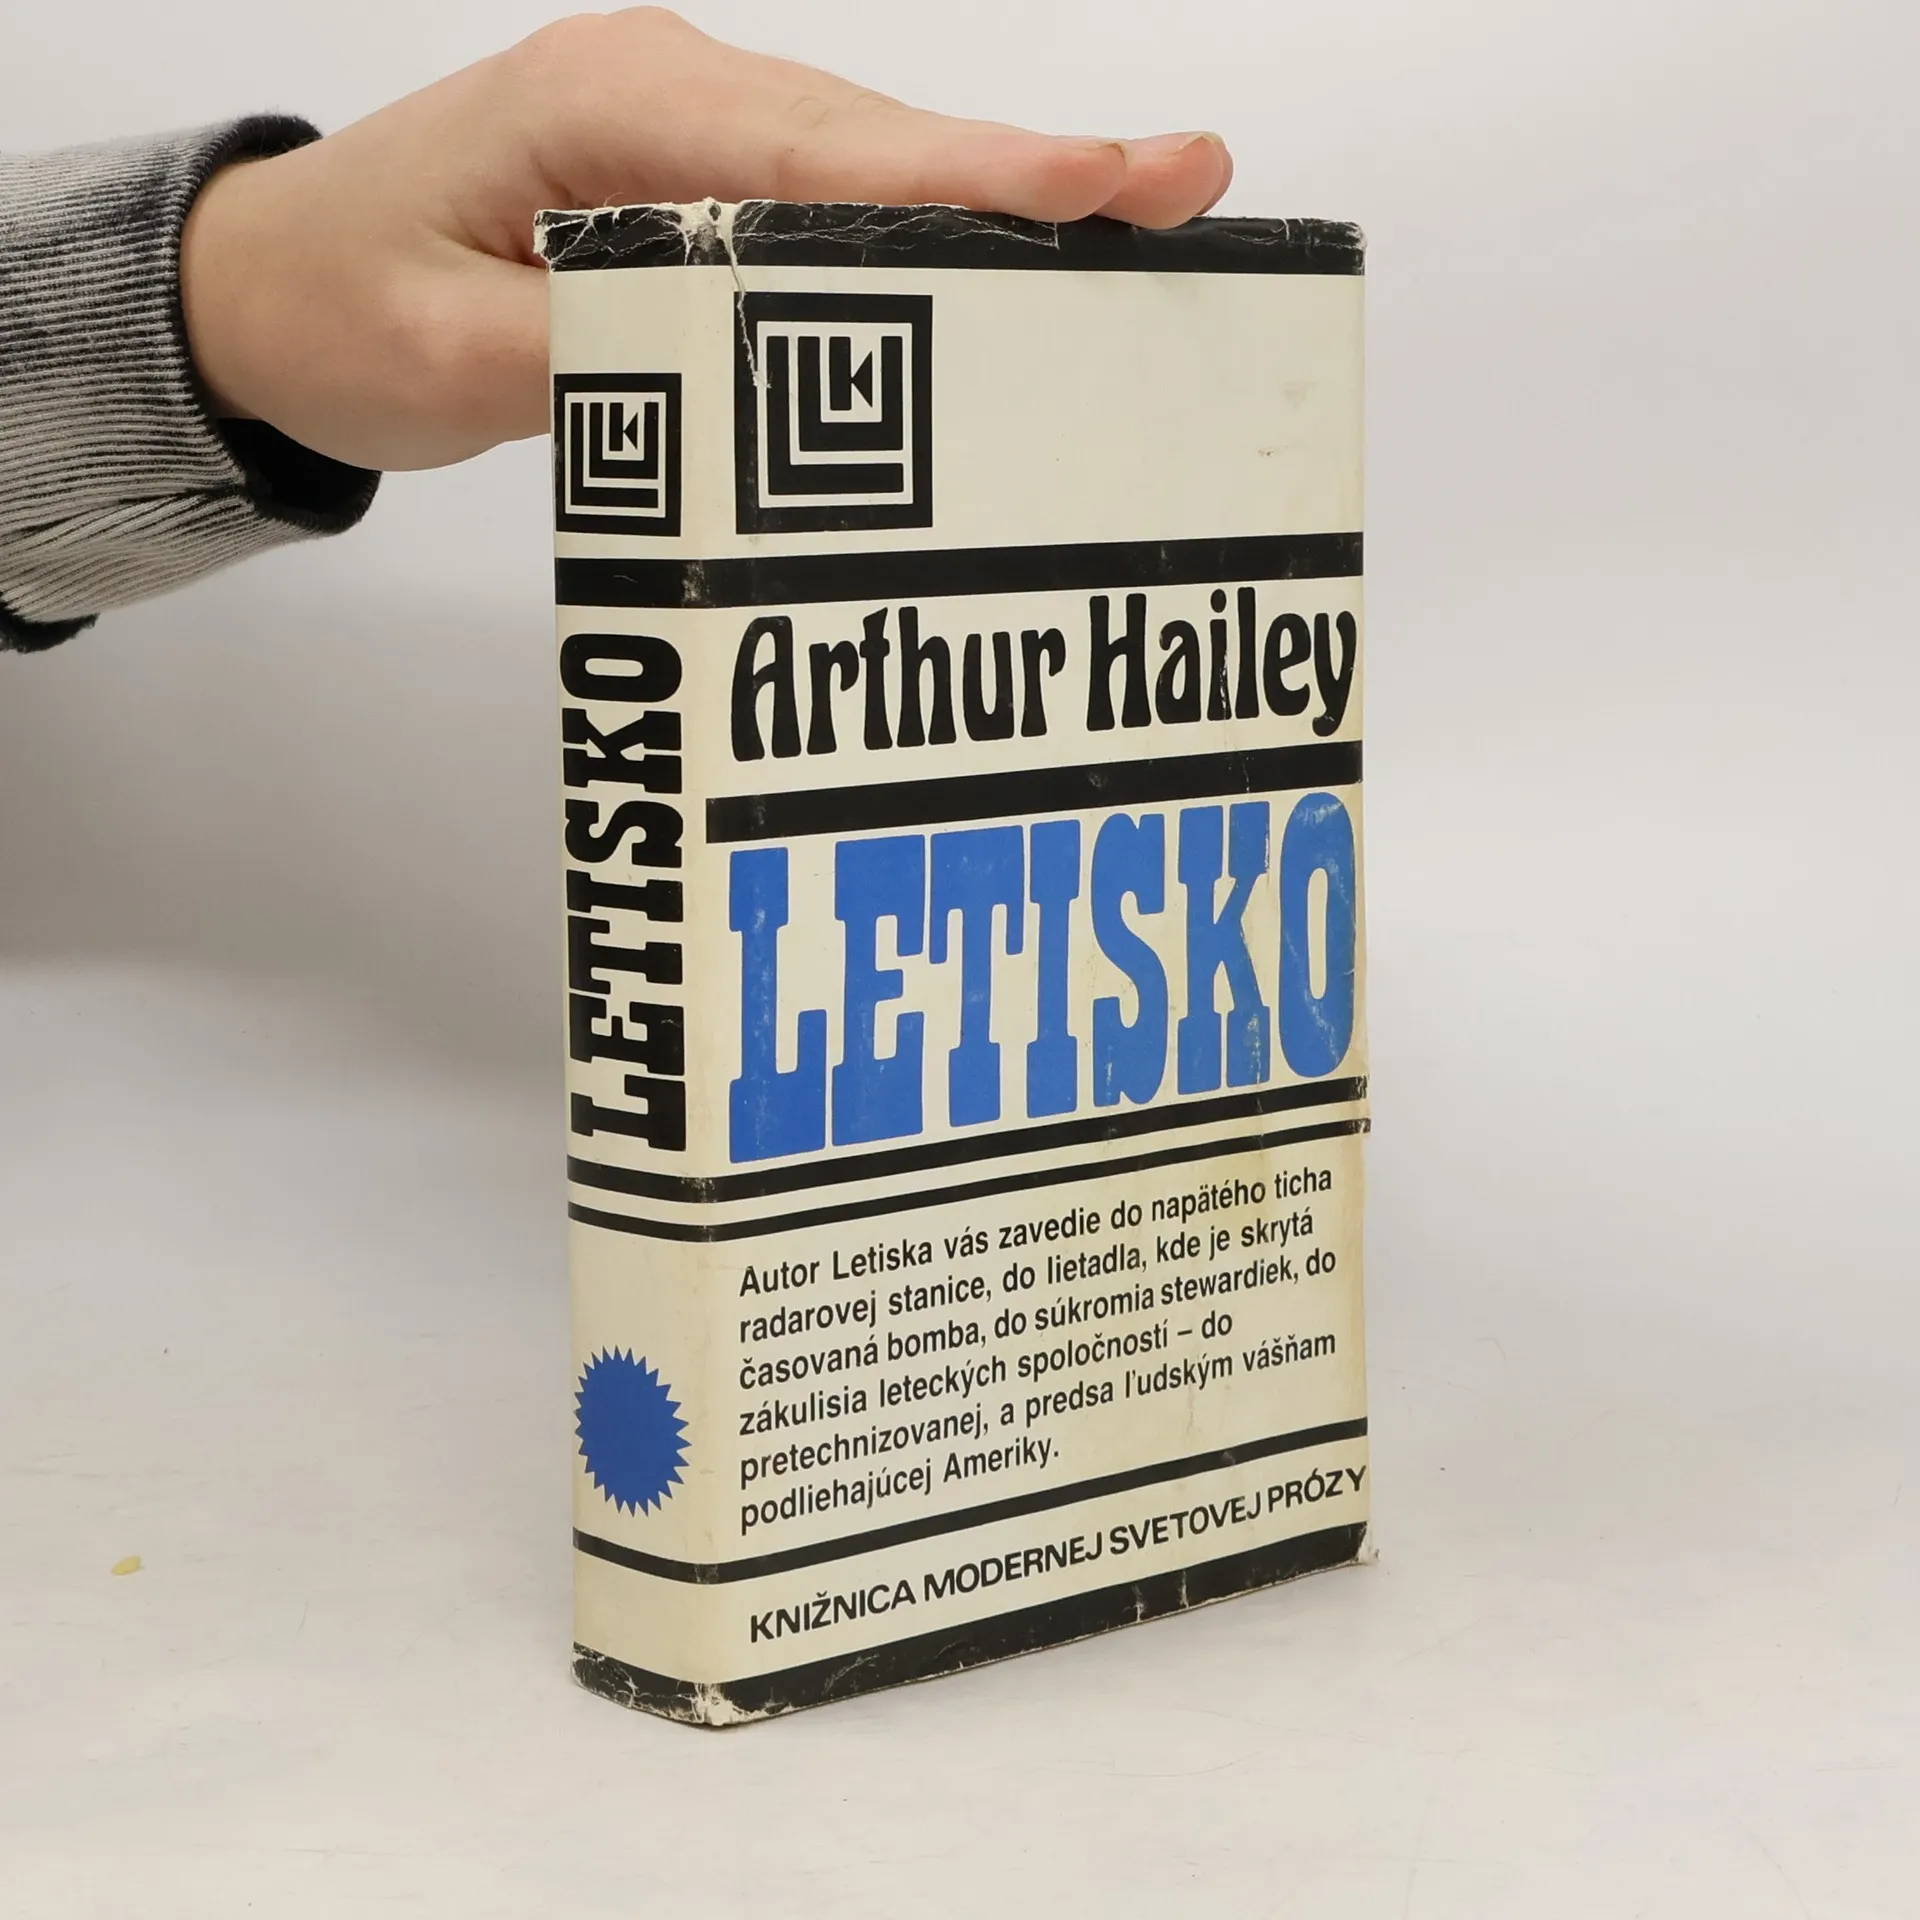 LETISKO
Arthur Hailey
LETISKO
Autor Letiska vás zavedie do napätého ticha
radarovej stanice, do lietadla, kde je skrytá
časovaná bomba, do súkromia stewardiek, do
zákulisia leteckých spoločností – do
pretechnizovanej, a predsa ľudským vášňam
podliehajúcej Ameriky.
KNIŽNICA MODERNEJ SVETOVEJ PRÓZY